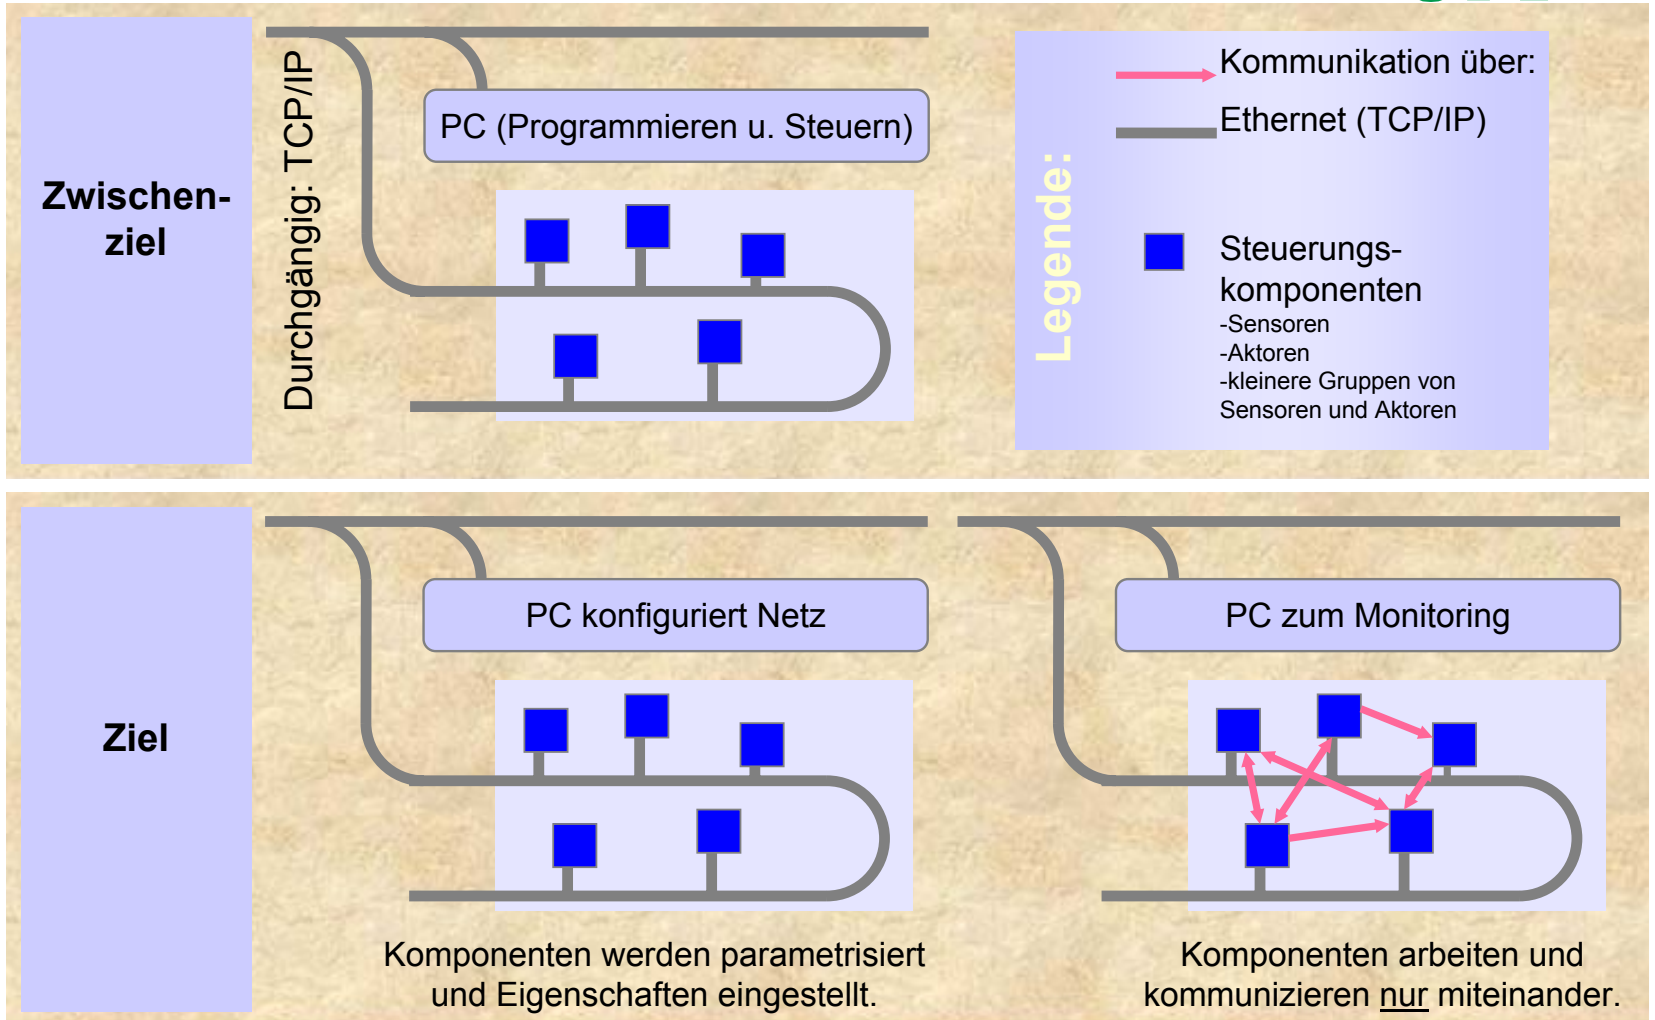 Zwischen-
ziel
Durchgängig: TCP/IP
PC (Programmieren u. Steuern)
Legende:
Kommunikation über:
Ethernet (TCP/IP)
Steuerungs-
komponenten
-Sensoren
-Aktoren
-kleinere Gruppen von
Sensoren und Aktoren
Ziel
PC konfiguriert Netz
Komponenten werden parametrisiert
und Eigenschaften eingestellt.
PC zum Monitoring
Komponenten arbeiten und
kommunizieren nur miteinander.